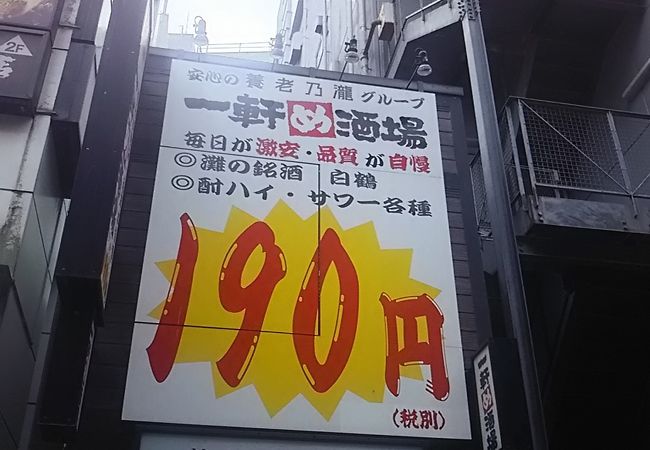 安心の養老乃瀧グループ
一軒め酒場
毎日が激安・品質が自慢
◎灘の銘酒 白鶴
◎酎ハイ・サワー各種
190円
(税別)
一軒め酒場
2F